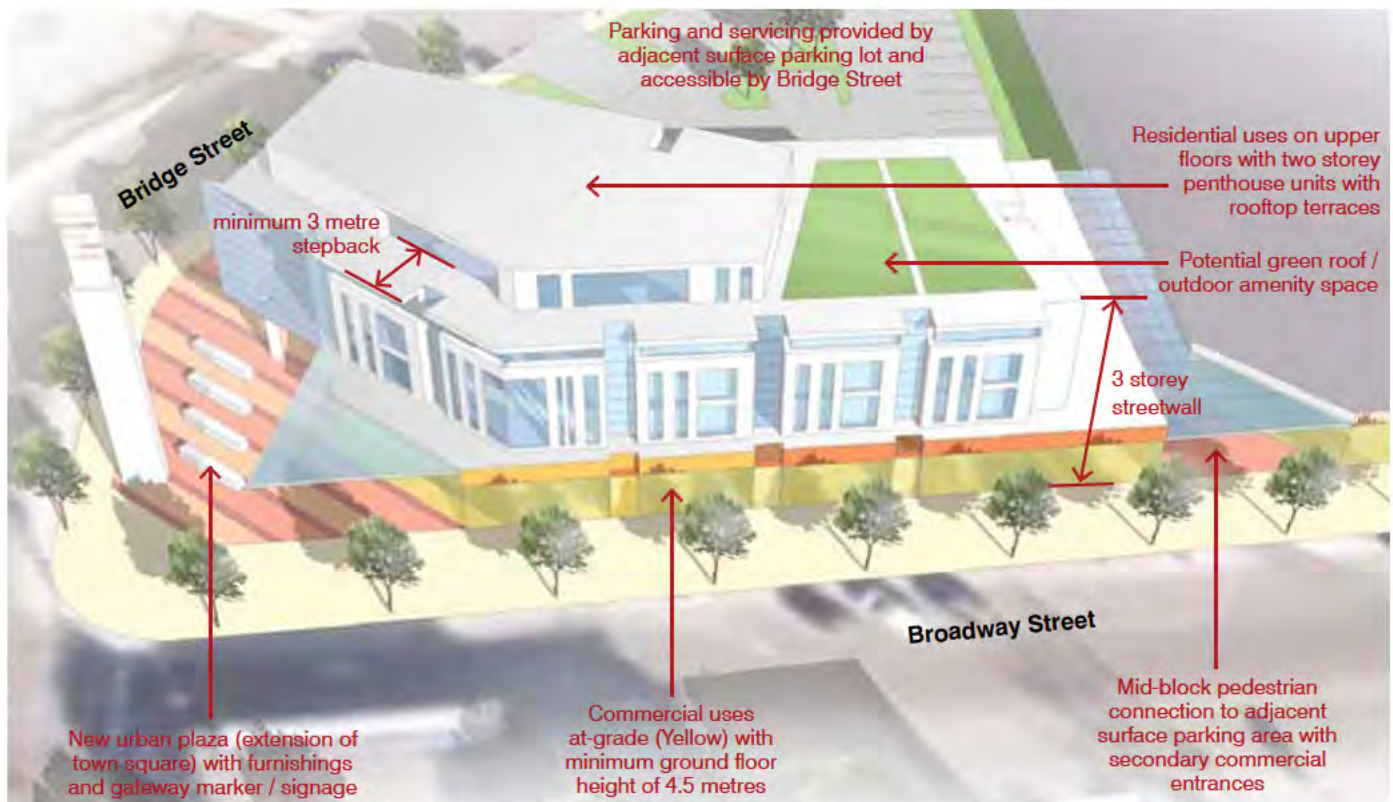 Parking and servicing provided by
adjacent surface parking lot and
accessible by Bridge Street
Bridge Street
minimum 3 metre
stepback
Residential uses on upper
floors with two storey
penthouse units with
rooftop terraces
Potential green roof /
outdoor amenity space
3 storey
streetwall
Broadway Street
New urban plaza (extension of
town square) with furnishings
and gateway marker / signage
Commercial uses
at-grade (Yellow) with
minimum ground floor
height of 4.5 metres
Mid-block pedestrian
connection to adjacent
surface parking area with
secondary commercial
entrances